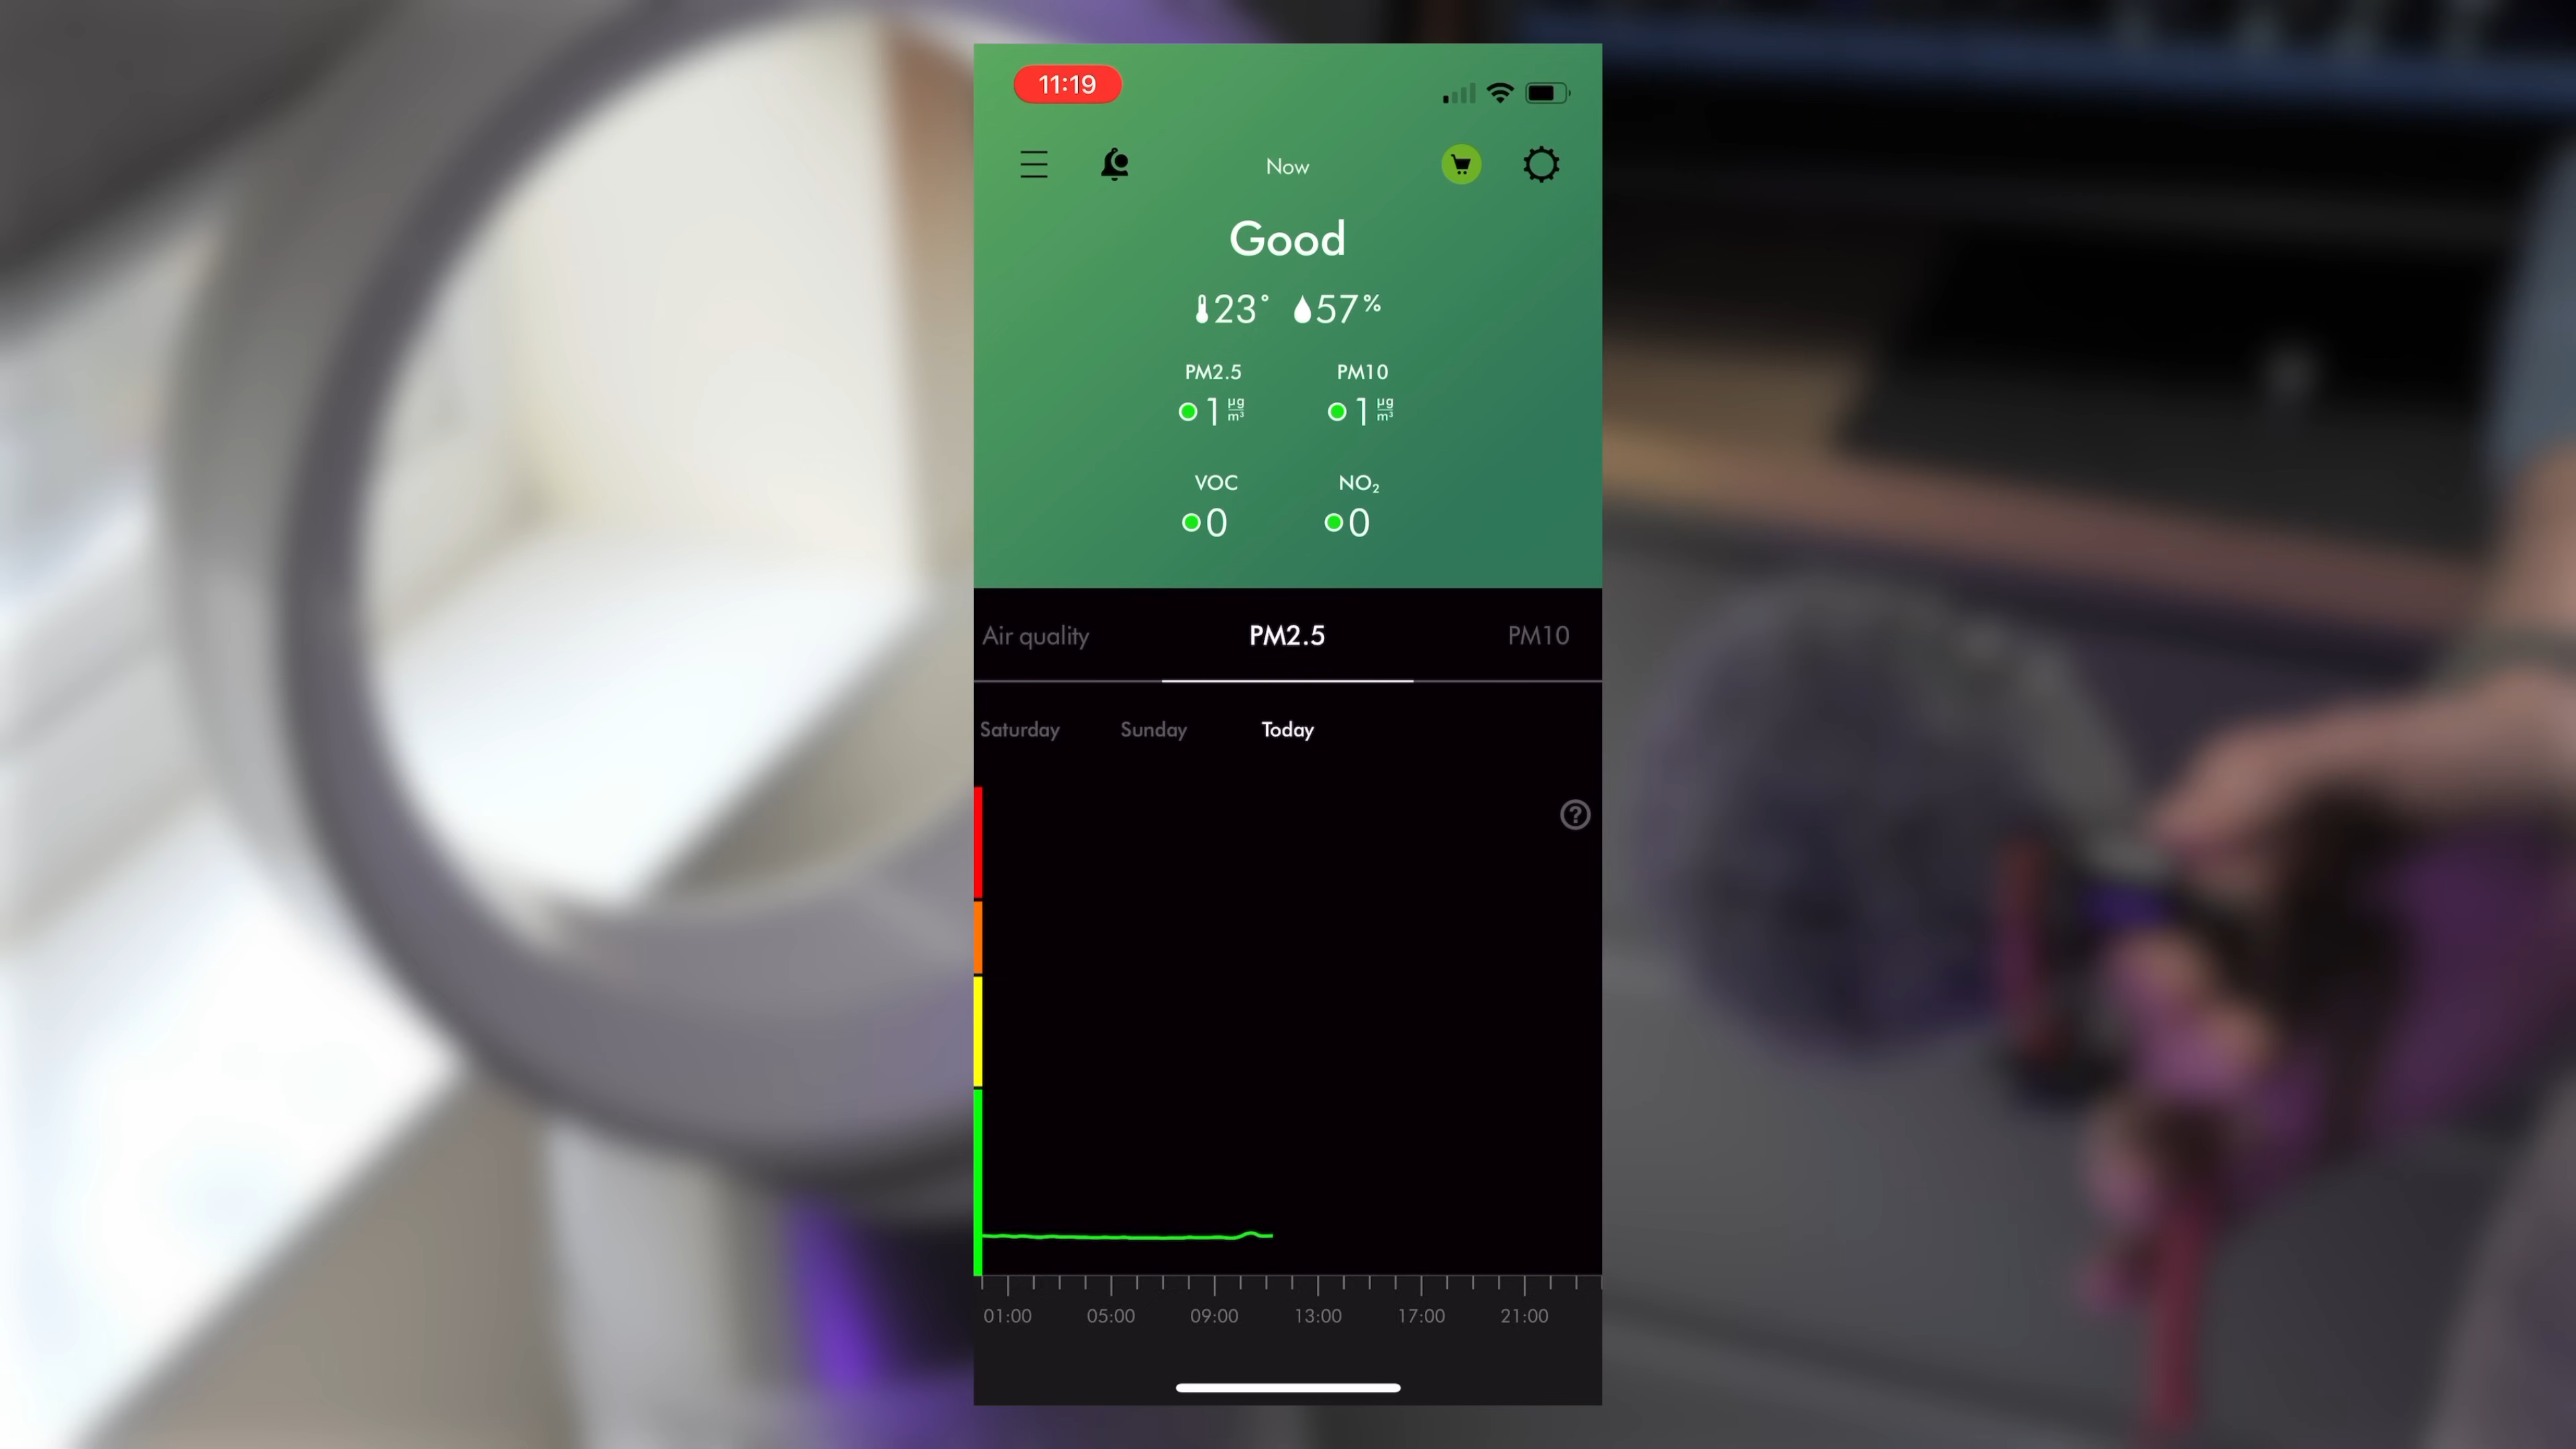 11:19
Now
Good
23° 57%
PM2.5 PM10
1 µg/m³ 1 µg/m³
VOC NO₂
0 0
Air quality PM2.5 PM10
Saturday Sunday Today
?
01:00 05:00 09:00 13:00 17:00 21:00